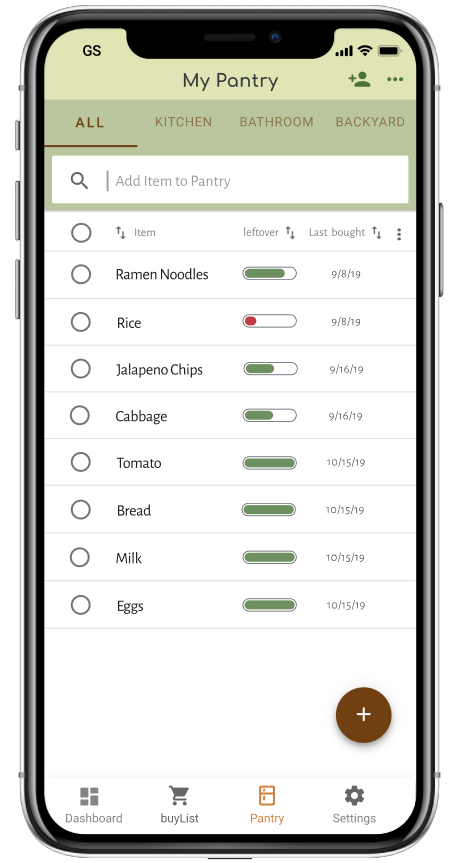 GS
My Pantry
ALL KITCHEN BATHROOM BACKYARD
Add Item to Pantry
Item leftover Last bought
Ramen Noodles 9/8/19
Rice 9/8/19
Jalapeno Chips 9/16/19
Cabbage 9/16/19
Tomato 10/15/19
Bread 10/15/19
Milk 10/15/19
Eggs 10/15/19
Dashboard buyList Pantry Settings